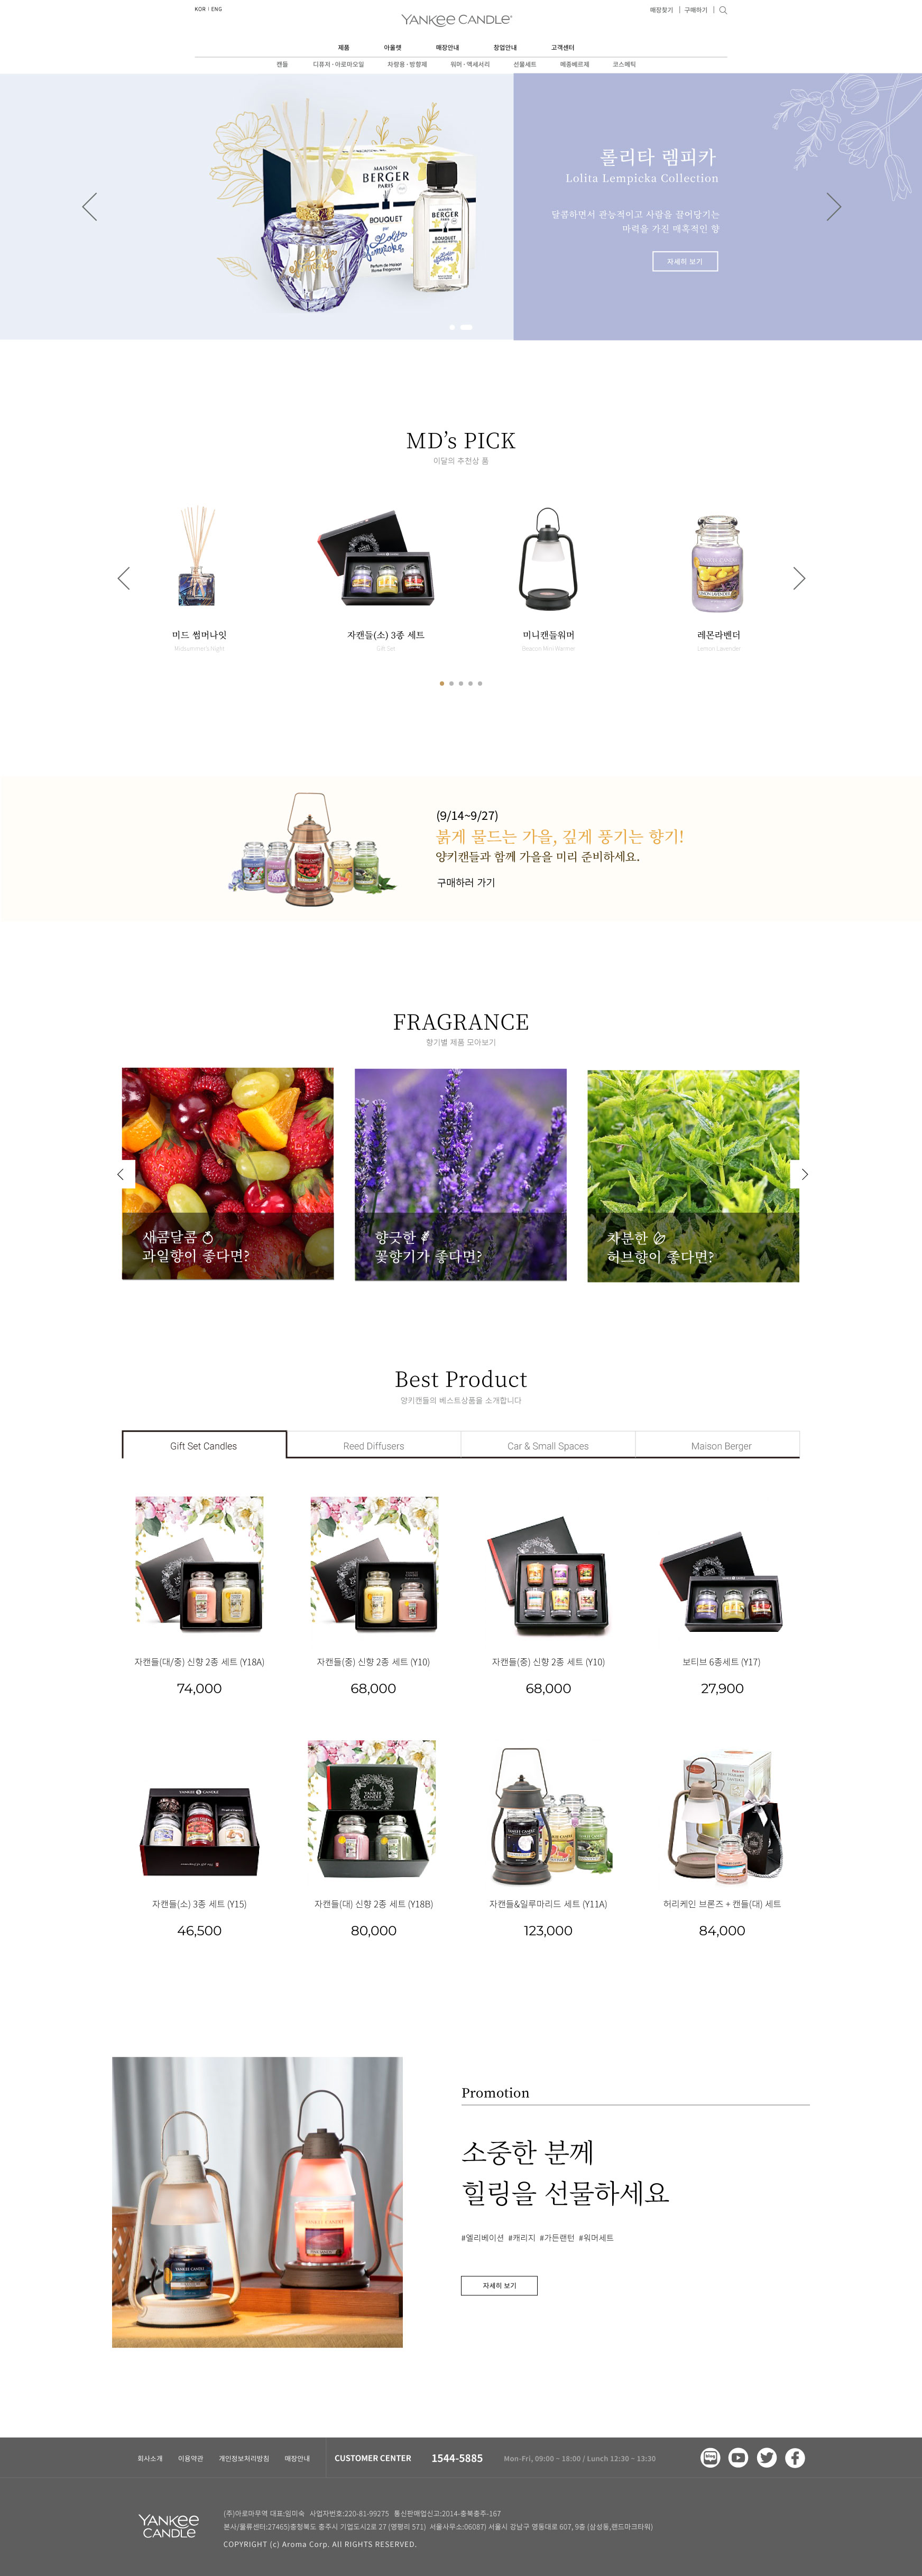 KOR | ENG
매장찾기 | 구매하기 |
YANKEE CANDLE
제품 아울렛 매장안내 창업안내 고객센터
캔들 디퓨저 · 아로마오일 차량용 · 방향제 워머 · 액세서리 선물세트 메종베르제 코스메틱
MAISON
BERGER
PARIS
BOUQUET
Lolita
Lempicka
Parfum de Maison
Home Fragrance
MAISON
BERGER
PARIS
BOUQUET
롤리타 렘피카
Lolita Lempicka Collection
달콤하면서 관능적이고 사람을 끌어당기는
마력을 가진 매혹적인 향
자세히 보기
MD’s PICK
이달의 추천상 품
미드 썸머나잇
Midsummer's Night
자캔들(소) 3종 세트
Gift Set
미니캔들워머
Beacon Mini Warmer
레몬라벤더
Lemon Lavender
(9/14~9/27)
붉게 물드는 가을, 깊게 풍기는 향기!
양키캔들과 함께 가을을 미리 준비하세요.
구매하러 가기
FRAGRANCE
향기별 제품 모아보기
새콤달콤
과일향이 좋다면?
향긋한
꽃향기가 좋다면?
차분한
허브향이 좋다면?
Best Product
양키캔들의 베스트상품을 소개합니다
Gift Set Candles
Reed Diffusers
Car & Small Spaces
Maison Berger
자캔들(대/중) 신향 2종 세트 (Y18A)
74,000
자캔들(중) 신향 2종 세트 (Y10)
68,000
자캔들(중) 신향 2종 세트 (Y10)
68,000
보티브 6종세트 (Y17)
27,900
YANKEE CANDLE
자캔들(소) 3종 세트 (Y15)
46,500
자캔들(대) 신향 2종 세트 (Y18B)
80,000
자캔들&일루마리드 세트 (Y11A)
123,000
허리케인 브론즈 + 캔들(대) 세트
84,000
Promotion
소중한 분께
힐링을 선물하세요
#엘리베이션 #캐리지 #가든랜턴 #워머세트
자세히 보기
회사소개 이용약관 개인정보처리방침 매장안내
CUSTOMER CENTER 1544-5885 Mon-Fri, 09:00 ~ 18:00 / Lunch 12:30 ~ 13:30
YANKEE
CANDLE
(주)아로마무역 대표:임미숙 사업자번호:220-81-99275 통신판매업신고:2014-충북충주-167
본사/물류센터:27465)충청북도 충주시 기업도시2로 27 (영평리 571) 서울사무소:06087) 서울시 강남구 영동대로 607, 9층 (삼성동,랜드마크타워)
COPYRIGHT (c) Aroma Corp. All RIGHTS RESERVED.